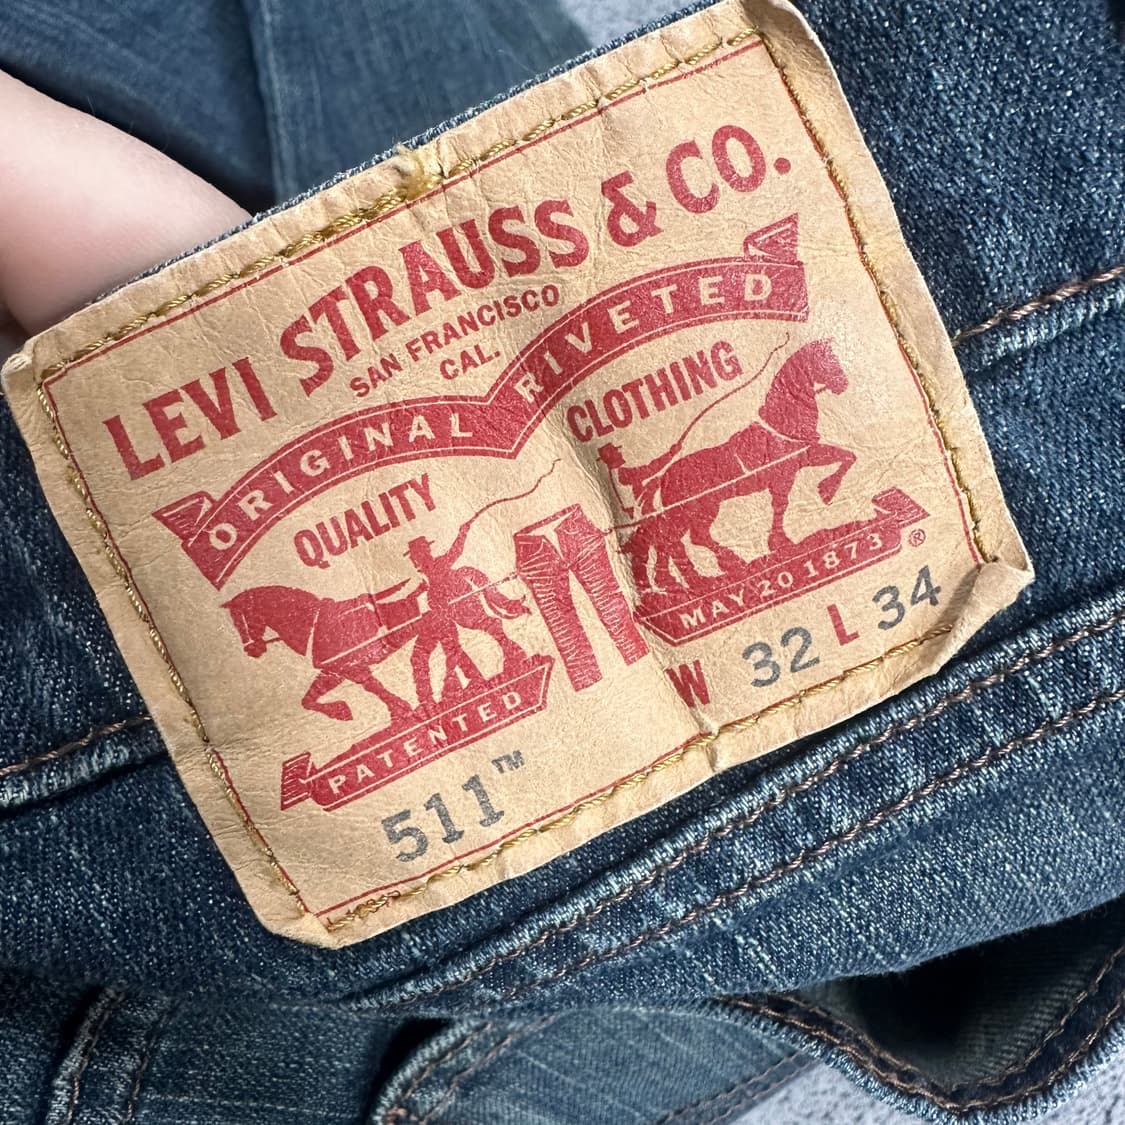 LEVI STRAUSS & CO.
SAN FRANCISCO
CAL.
ORIGINAL RIVETED
QUALITY CLOTHING
PATENTED MAY 20 1873 ®
511™ W 32 L 34